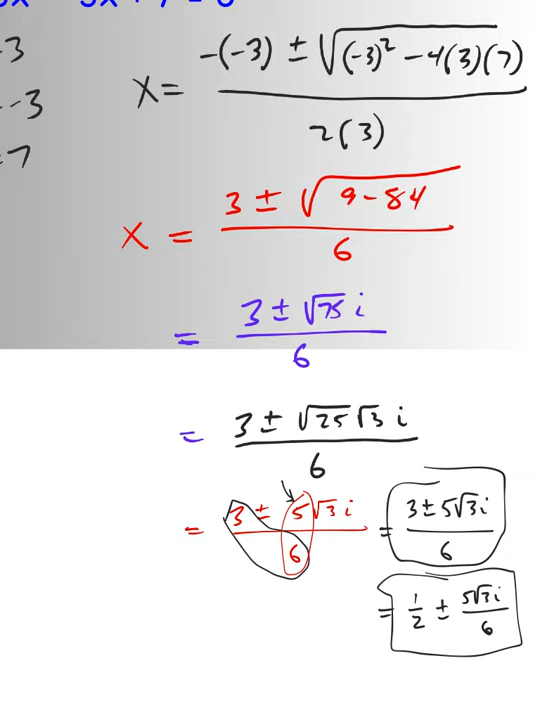 -3
--3
=7
x = (-(-3) ± √((-3)² - 4(3)(7))) / 2(3)
x = (3 ± √(9-84)) / 6
= (3 ± √75 i) / 6
= (3 ± √25 √3 i) / 6
= (3 ± 5√3 i) / 6 = (3 ± 5√3 i) / 6
= 1/2 ± 5√3 i / 6